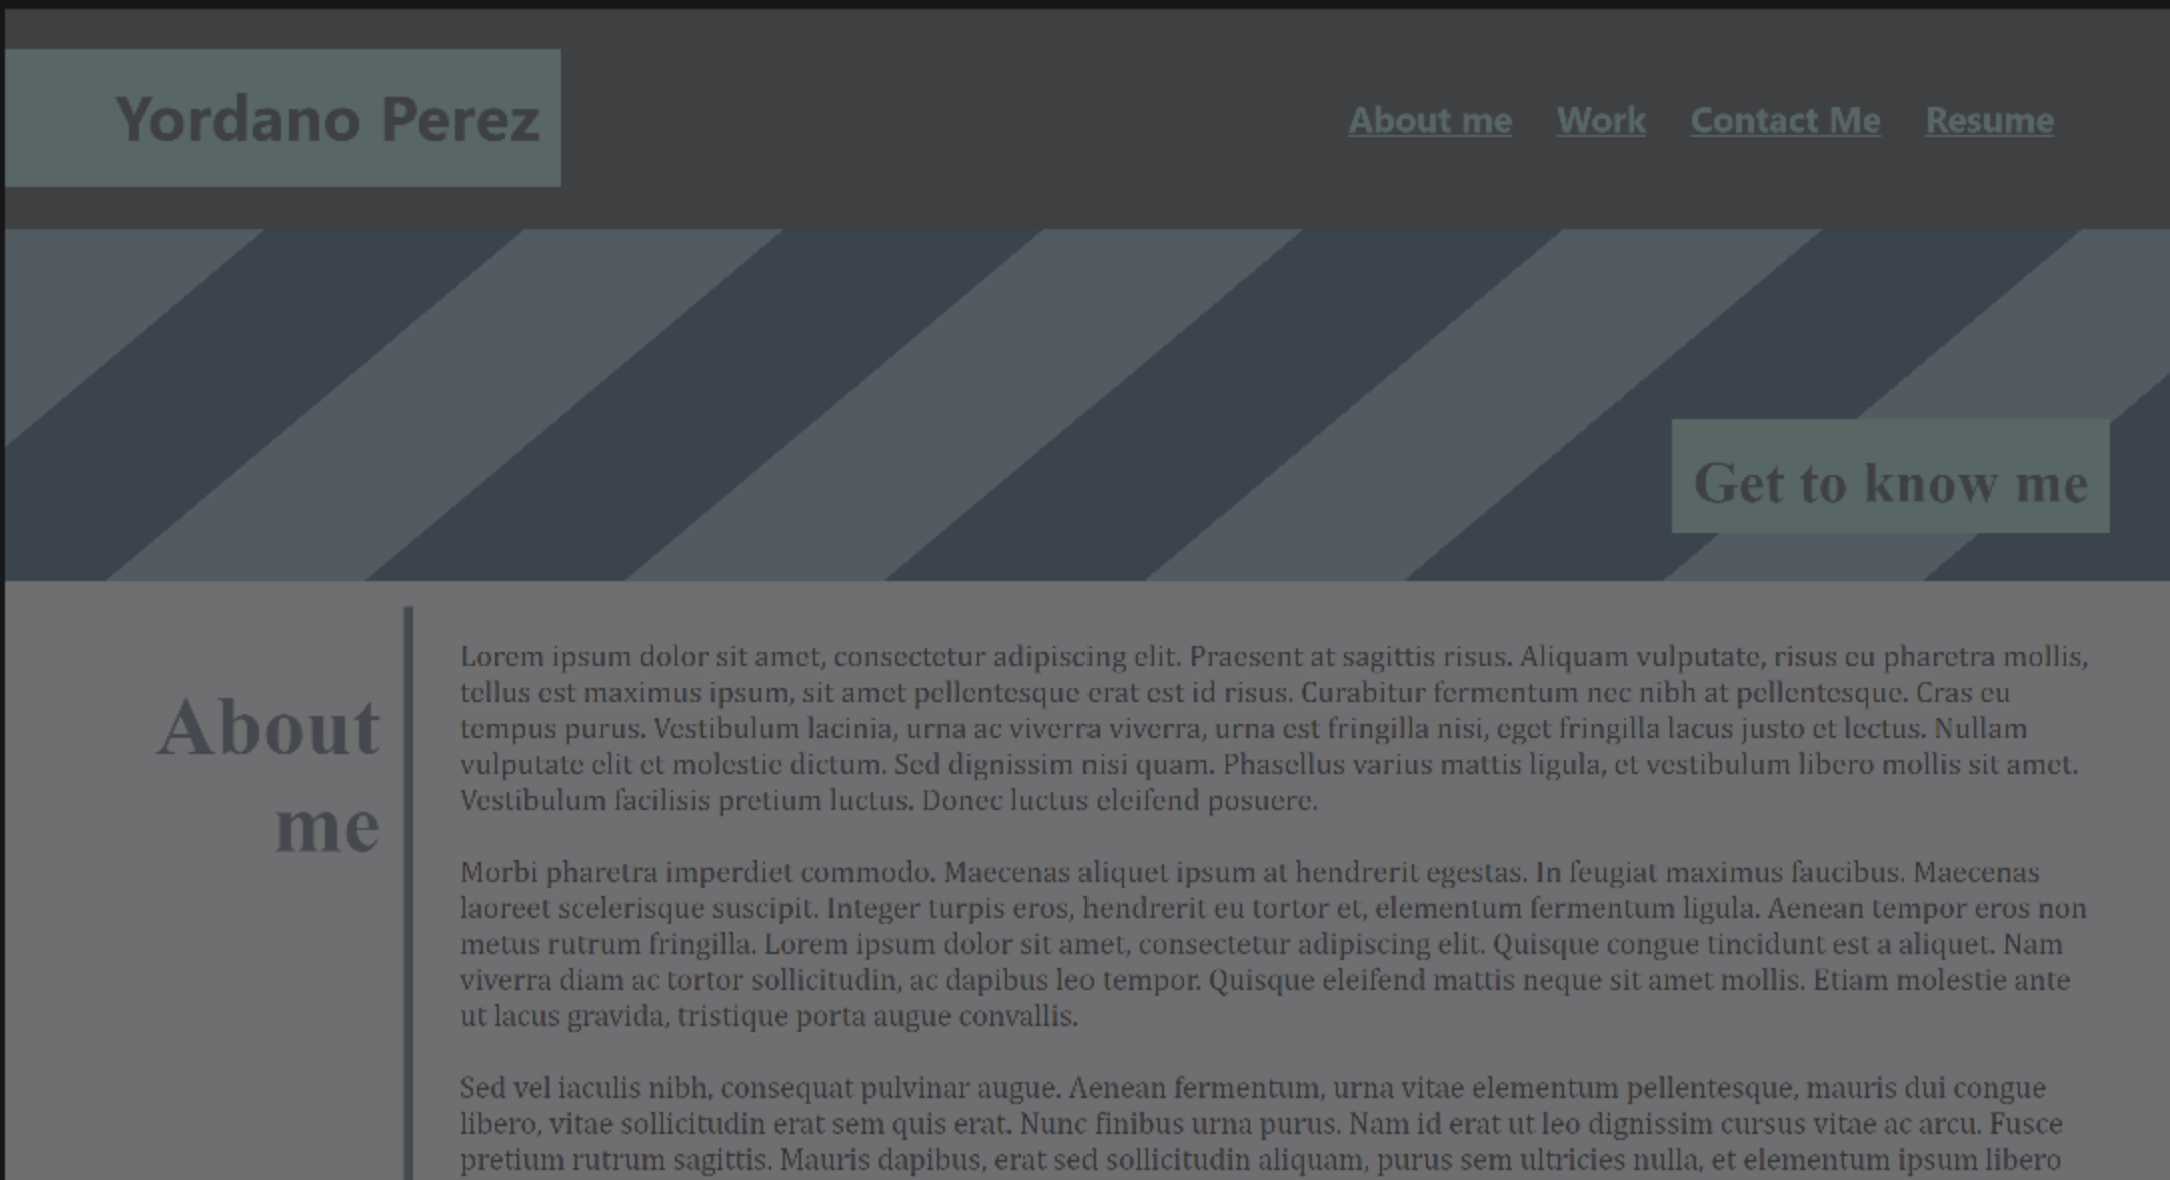 Yordano Perez
About me Work Contact Me Resume
Get to know me
About
me
Lorem ipsum dolor sit amet, consectetur adipiscing elit. Praesent at sagittis risus. Aliquam vulputate, risus eu pharetra mollis,
tellus est maximus ipsum, sit amet pellentesque erat est id risus. Curabitur fermentum nec nibh at pellentesque. Cras eu
tempus purus. Vestibulum lacinia, urna ac viverra viverra, urna est fringilla nisi, eget fringilla lacus justo et lectus. Nullam
vulputate elit et molestie dictum. Sed dignissim nisi quam. Phasellus varius mattis ligula, et vestibulum libero mollis sit amet.
Vestibulum facilisis pretium luctus. Donec luctus eleifend posuere.
Morbi pharetra imperdiet commodo. Maecenas aliquet ipsum at hendrerit egestas. In feugiat maximus faucibus. Maecenas
laoreet scelerisque suscipit. Integer turpis eros, hendrerit eu tortor et, elementum fermentum ligula. Aenean tempor eros non
metus rutrum fringilla. Lorem ipsum dolor sit amet, consectetur adipiscing elit. Quisque congue tincidunt est a aliquet. Nam
viverra diam ac tortor sollicitudin, ac dapibus leo tempor. Quisque eleifend mattis neque sit amet mollis. Etiam molestie ante
ut lacus gravida, tristique porta augue convallis.
Sed vel iaculis nibh, consequat pulvinar augue. Aenean fermentum, urna vitae elementum pellentesque, mauris dui congue
libero, vitae sollicitudin erat sem quis erat. Nunc finibus urna purus. Nam id erat ut leo dignissim cursus vitae ac arcu. Fusce
pretium rutrum sagittis. Mauris dapibus, erat sed sollicitudin aliquam, purus sem ultricies nulla, et elementum ipsum libero